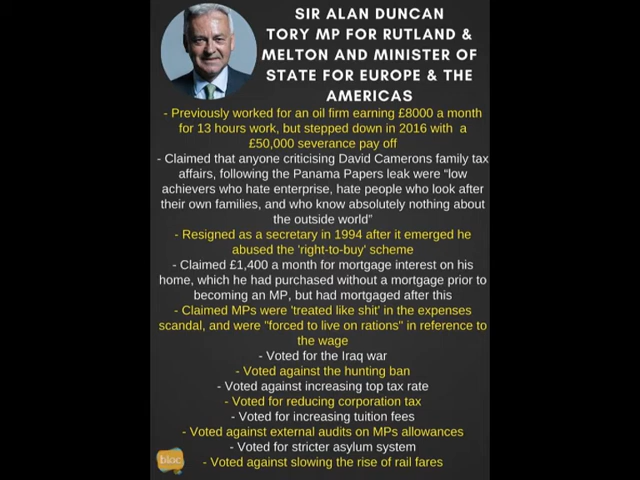 SIR ALAN DUNCAN
TORY MP FOR RUTLAND &
MELTON AND MINISTER OF
STATE FOR EUROPE & THE
AMERICAS
- Previously worked for an oil firm earning £8000 a month
for 13 hours work, but stepped down in 2016 with a
£50,000 severance pay off
- Claimed that anyone criticising David Camerons family tax
affairs, following the Panama Papers leak were "low
achievers who hate enterprise, hate people who look after
their own families, and who know absolutely nothing about
the outside world"
- Resigned as a secretary in 1994 after it emerged he
abused the 'right-to-buy' scheme
- Claimed £1,400 a month for mortgage interest on his
home, which he had purchased without a mortgage prior to
becoming an MP, but had mortgaged after this
- Claimed MPs were 'treated like shit' in the expenses
scandal, and were "forced to live on rations" in reference to
the wage
- Voted for the Iraq war
- Voted against the hunting ban
- Voted against increasing top tax rate
- Voted for reducing corporation tax
- Voted for increasing tuition fees
- Voted against external audits on MPs allowances
- Voted for stricter asylum system
- Voted against slowing the rise of rail fares
bloc